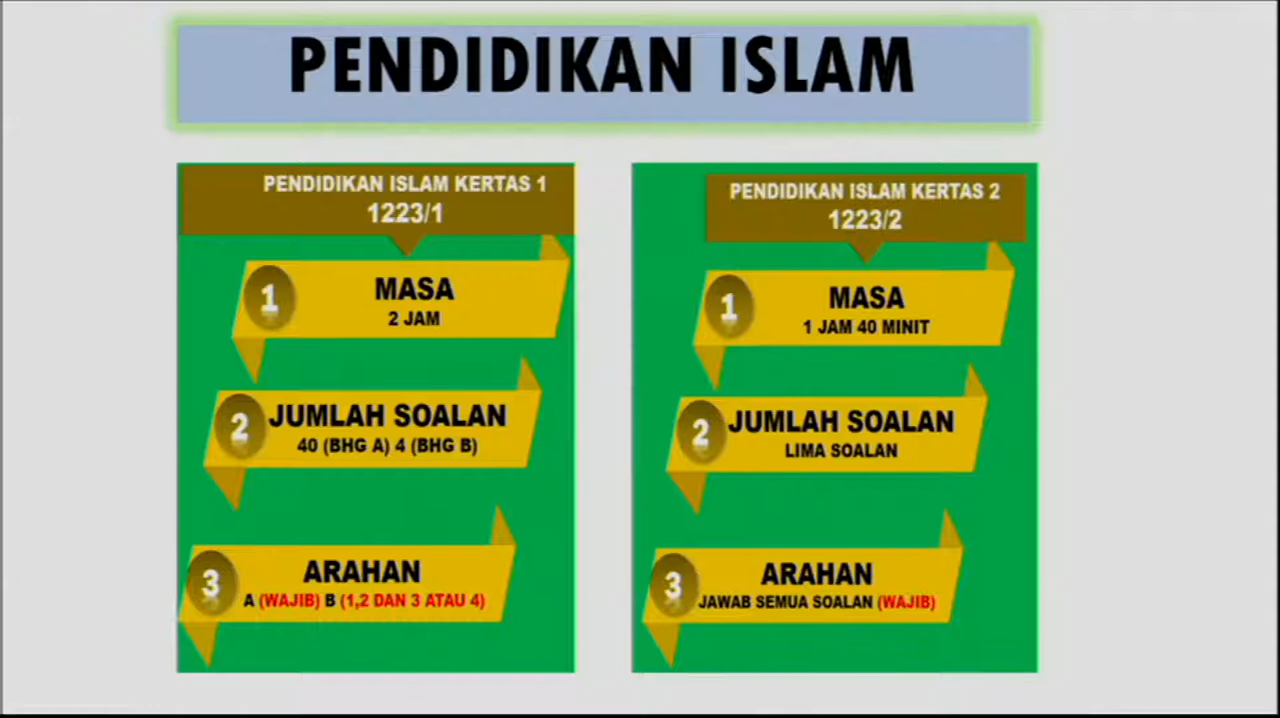 PENDIDIKAN ISLAM
PENDIDIKAN ISLAM KERTAS 1
1223/1
1
MASA
2 JAM
2
JUMLAH SOALAN
40 (BHG A) 4 (BHG B)
3
ARAHAN
A (WAJIB) B (1,2 DAN 3 ATAU 4)
PENDIDIKAN ISLAM KERTAS 2
1223/2
1
MASA
1 JAM 40 MINIT
2
JUMLAH SOALAN
LIMA SOALAN
3
ARAHAN
JAWAB SEMUA SOALAN (WAJIB)